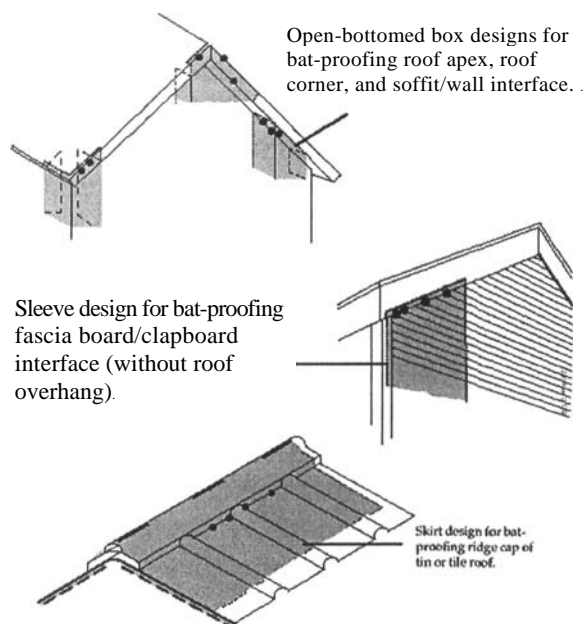 Open-bottomed box designs for
bat-proofing roof apex, roof
corner, and soffit/wall interface. .
Sleeve design for bat-proofing
fascia board/clapboard
interface (without roof
overhang).
Skirt design for bat-
proofing ridge cap of
tin or tile roof.